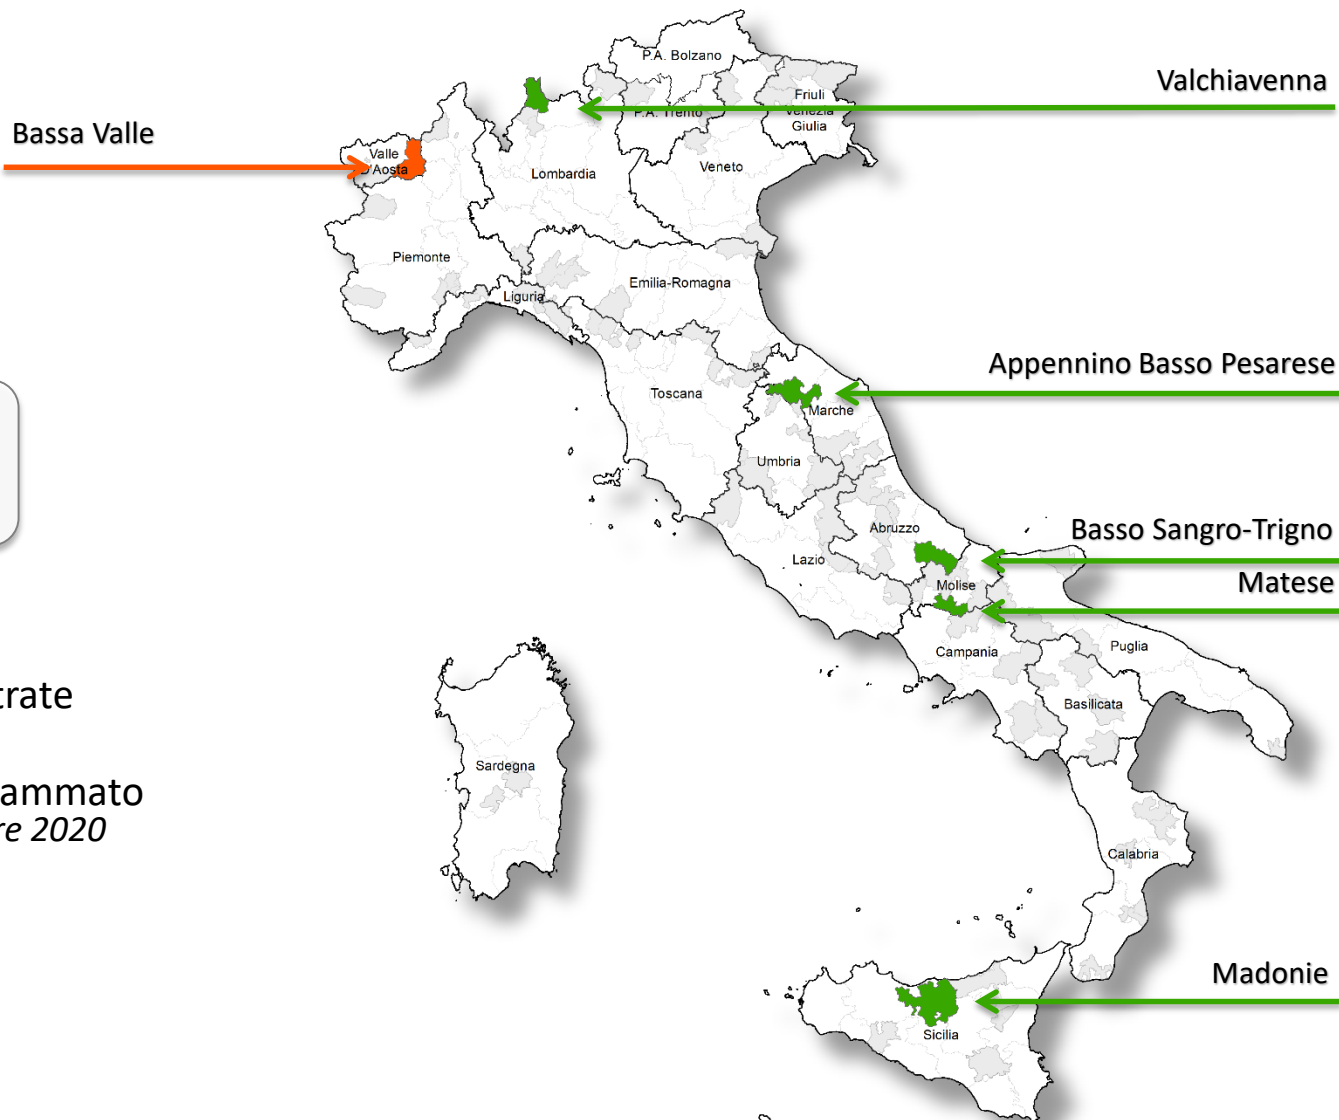 P.A. Bolzano
Valchiavenna
Friuli
Venezia
Giulia
P.A. Trento
Bassa Valle
Valle
D'Aosta
Lombardia
Veneto
Piemonte
Emilia-Romagna
Liguria
Appennino Basso Pesarese
Toscana
Marche
Umbria
Abruzzo
Basso Sangro-Trigno
Lazio
Molise
Matese
Campania
Puglia
trate
Basilicata
Sardegna
ammato
re 2020
Calabria
Madonie
Sicilia